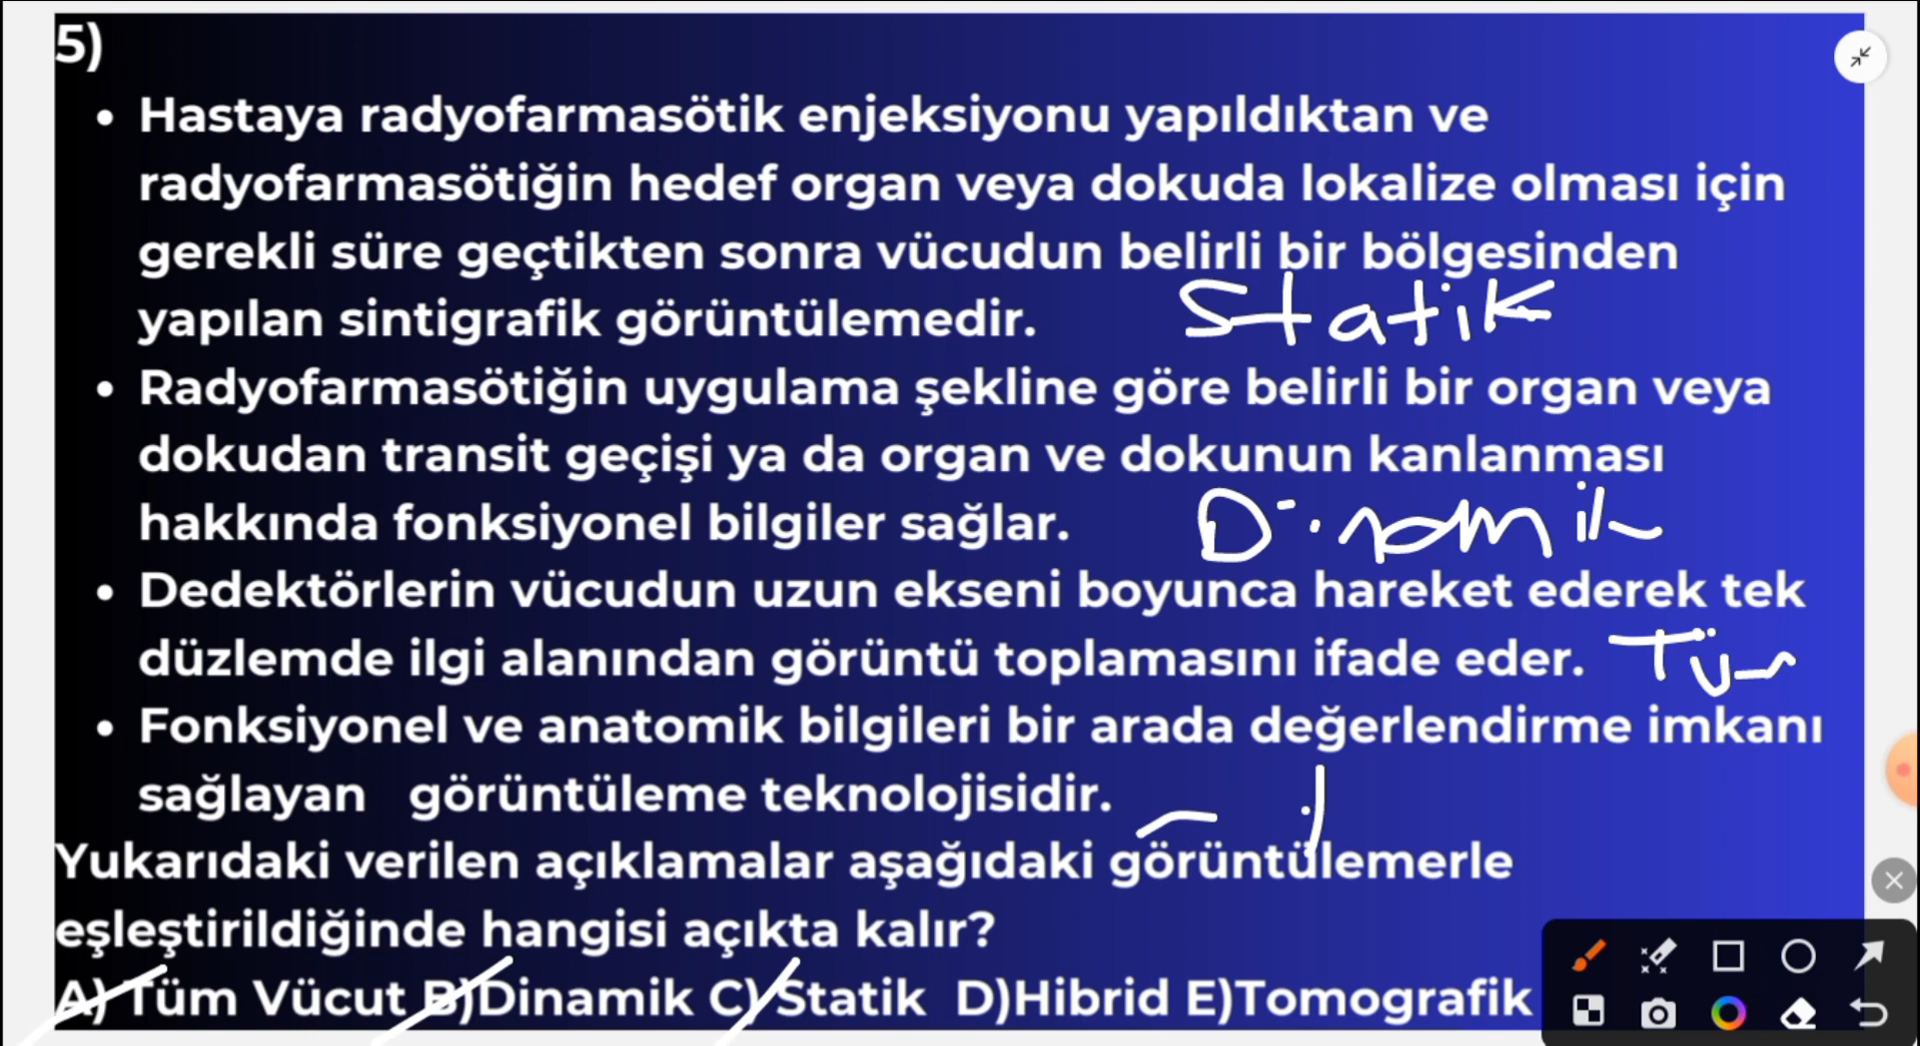 5)
• Hastaya radyofarmasötik enjeksiyonu yapıldıktan ve
radyofarmasötiğin hedef organ veya dokuda lokalize olması için
gerekli süre geçtikten sonra vücudun belirli bir bölgesinden
yapılan sintigrafik görüntülemedir. Statik
• Radyofarmasötiğin uygulama şekline göre belirli bir organ veya
dokudan transit geçişi ya da organ ve dokunun kanlanması
hakkında fonksiyonel bilgiler sağlar. Dinamik
• Dedektörlerin vücudun uzun ekseni boyunca hareket ederek tek
düzlemde ilgi alanından görüntü toplamasını ifade eder. Tüm
• Fonksiyonel ve anatomik bilgileri bir arada değerlendirme imkanı
sağlayan görüntüleme teknolojisidir.
Yukarıdaki verilen açıklamalar aşağıdaki görüntülemerle
eşleştirildiğinde hangisi açıkta kalır?
A) Tüm Vücut B)Dinamik C) Statik D)Hibrid E)Tomografik